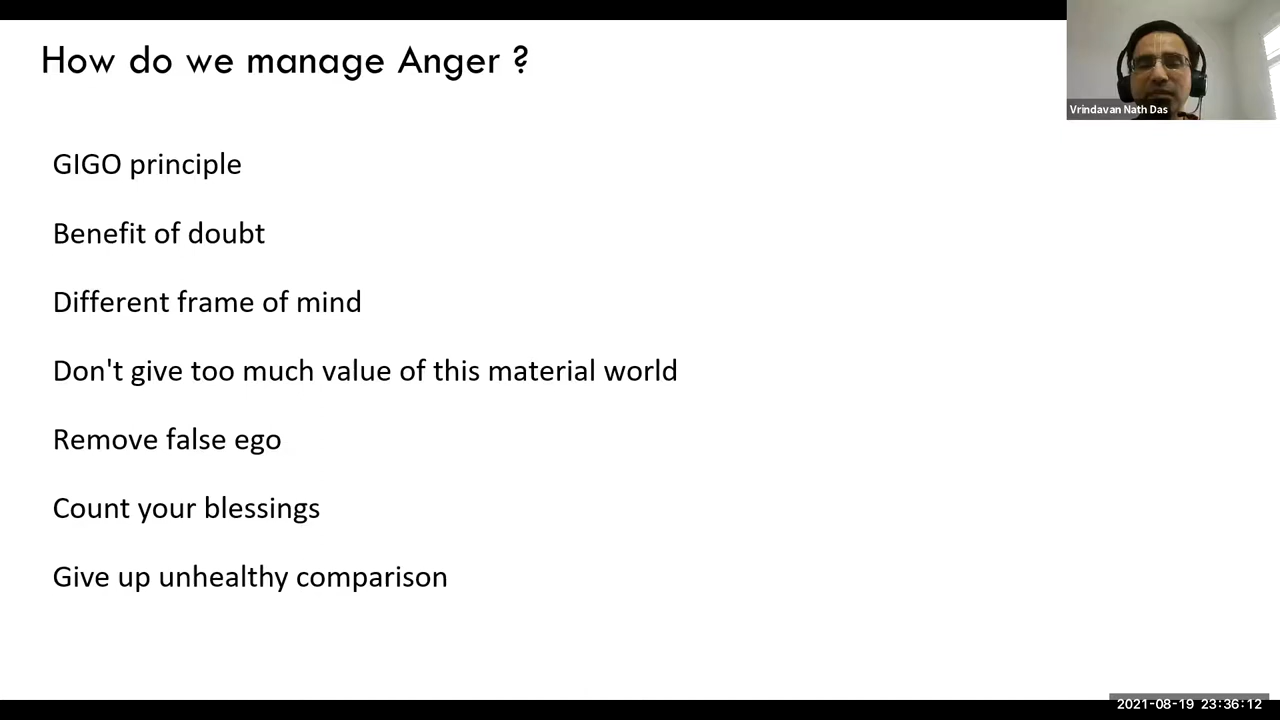 How do we manage Anger ?
Vrindavan Nath Das
GIGO principle
Benefit of doubt
Different frame of mind
Don't give too much value of this material world
Remove false ego
Count your blessings
Give up unhealthy comparison
2021-08-19 23:36:12